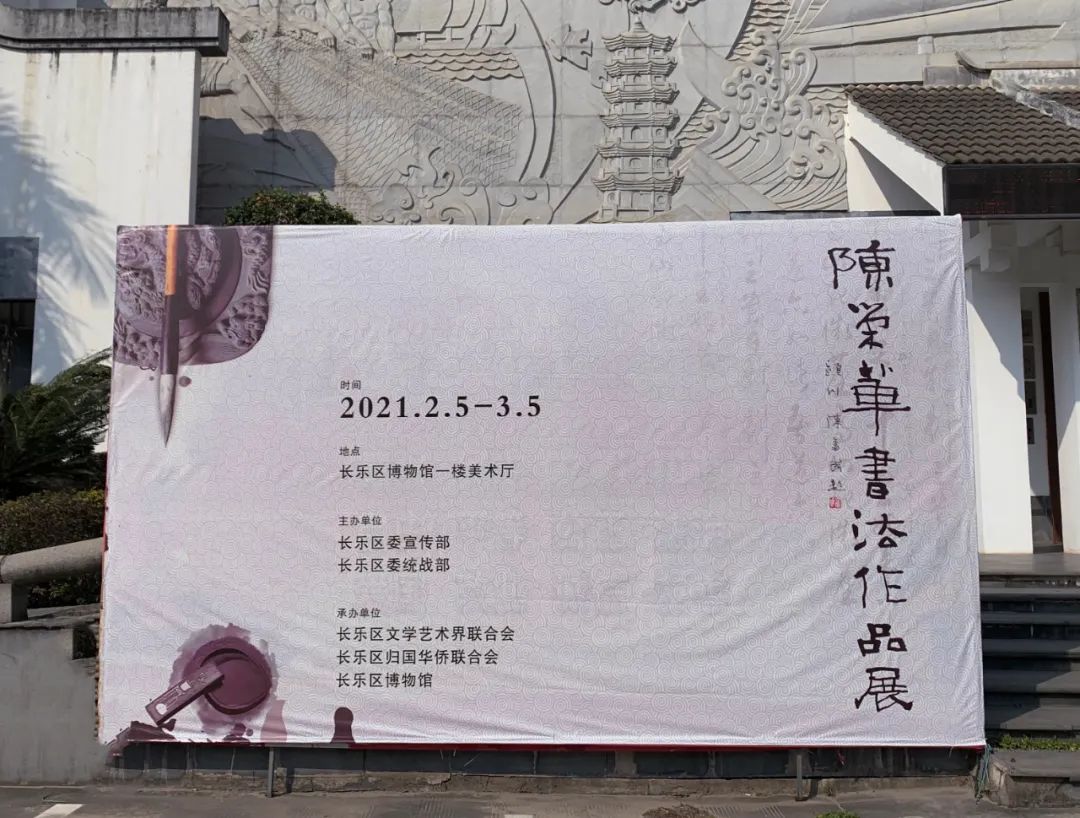 陳榮華書法作品展
时间
2021.2.5-3.5
地点
长乐区博物馆一楼美术厅
主办单位
长乐区委宣传部
长乐区委统战部
承办单位
长乐区文学艺术界联合会
长乐区归国华侨联合会
长乐区博物馆